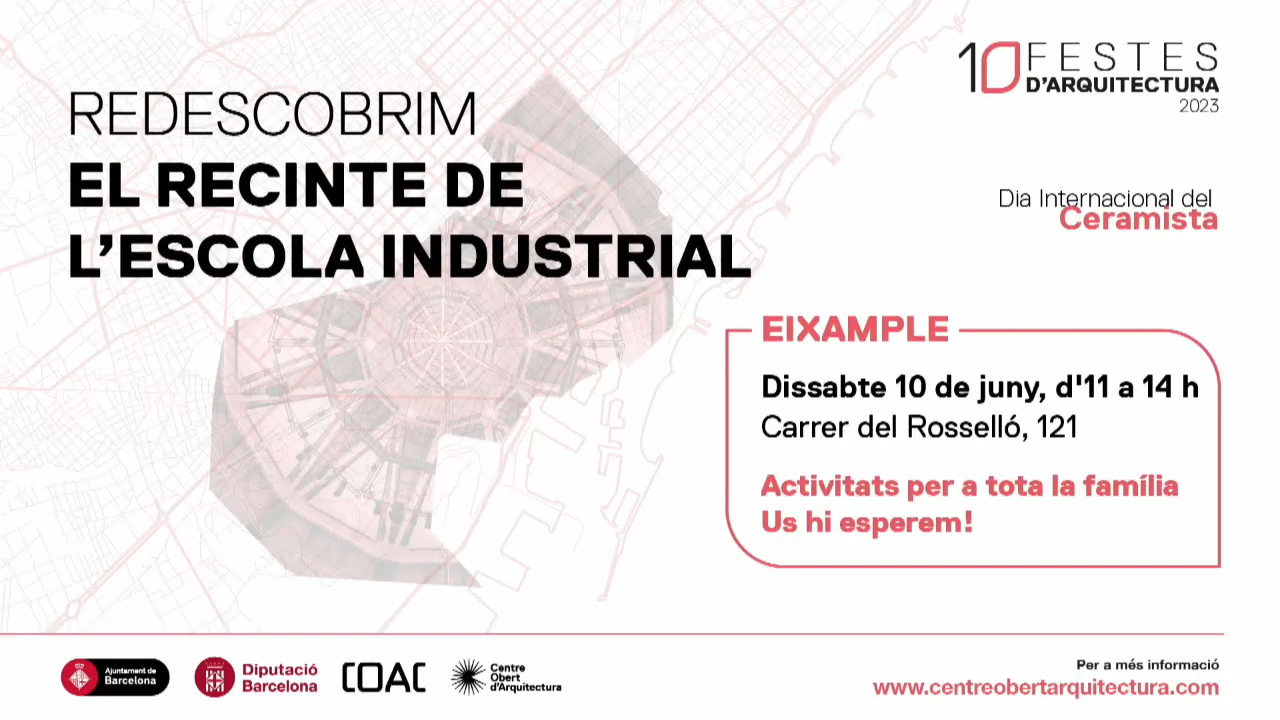 REDESCOBRIM
EL RECINTE DE
L'ESCOLA INDUSTRIAL
10 FESTES
D'ARQUITECTURA
2023
Dia Internacional del
Ceramista
EIXAMPLE
Dissabte 10 de juny, d'11 a 14 h
Carrer del Rosselló, 121
Activitats per a tota la família
Us hi esperem!
Ajuntament de
Barcelona
Diputació
Barcelona
COAC
Centre
Obert
d'Arquitectura
Per a més informació
www.centreobertarquitectura.com